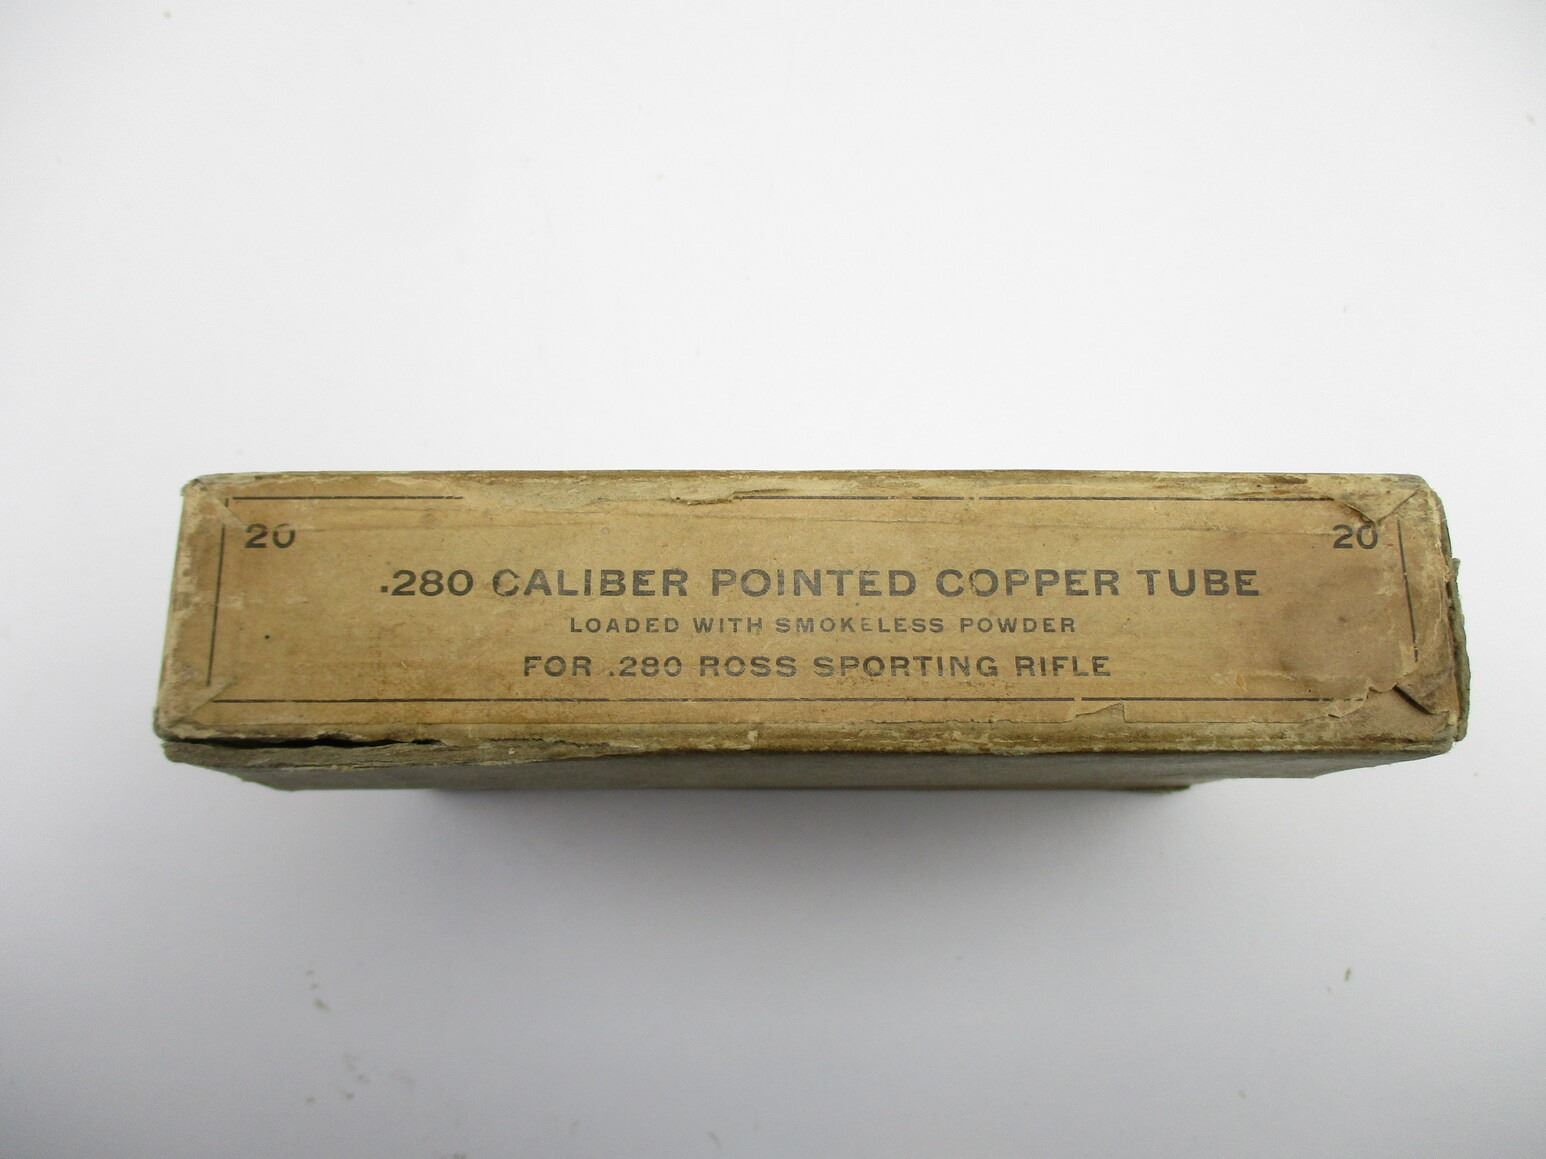 20 20
.280 CALIBER POINTED COPPER TUBE
LOADED WITH SMOKELESS POWDER
FOR .280 ROSS SPORTING RIFLE